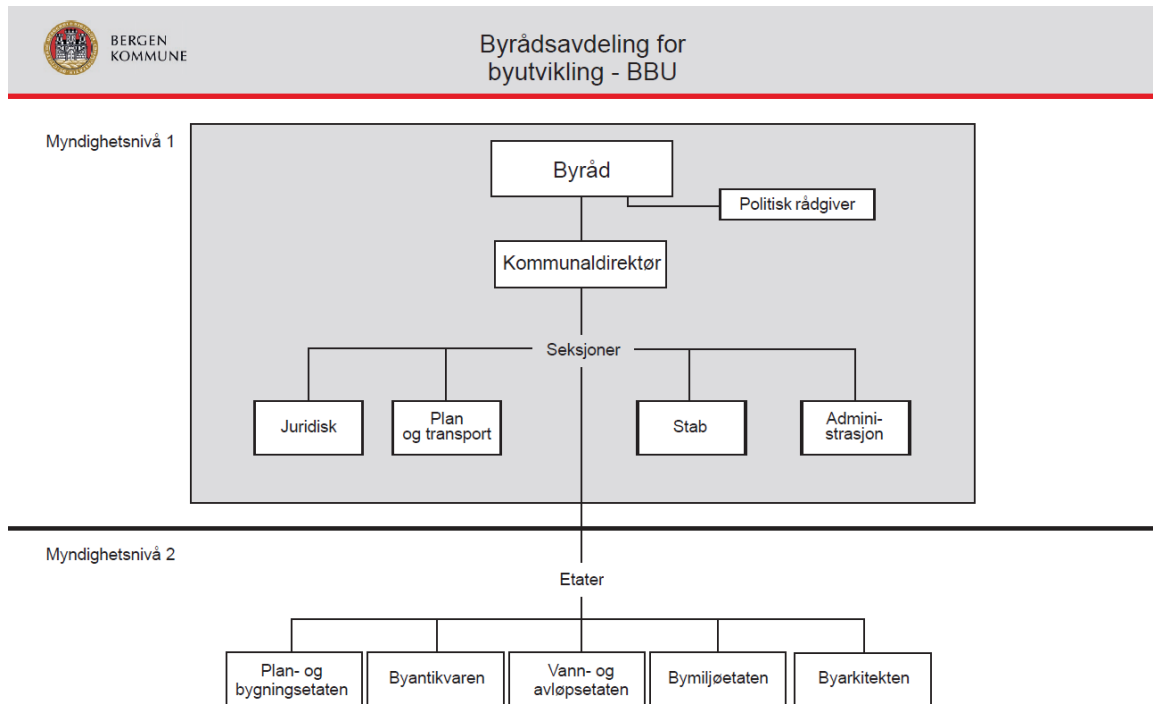 BERGEN
KOMMUNE
Byrådsavdeling for
byutvikling - BBU
Myndighetsnivå 1
Byråd
Politisk rådgiver
Kommunaldirektør
Seksjoner
Juridisk
Plan
og transport
Stab
Admini-
strasjon
Myndighetsnivå 2
Etater
Plan- og
bygningsetaten
Byantikvaren
Vann- og
avløpsetaten
Bymiljøetaten
Byarkitekten